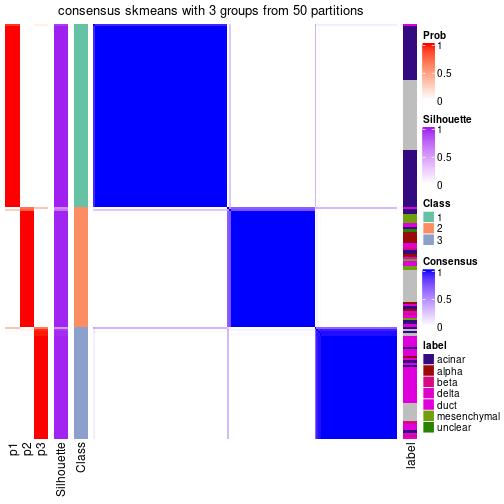 consensus skmeans with 3 groups from 50 partitions
p1
p2
p3
Silhouette
Class
label
Prob
1
0.5
0
Silhouette
1
0.5
0
Class
1
2
3
Consensus
1
0.5
0
label
acinar
alpha
beta
delta
duct
mesenchymal
unclear